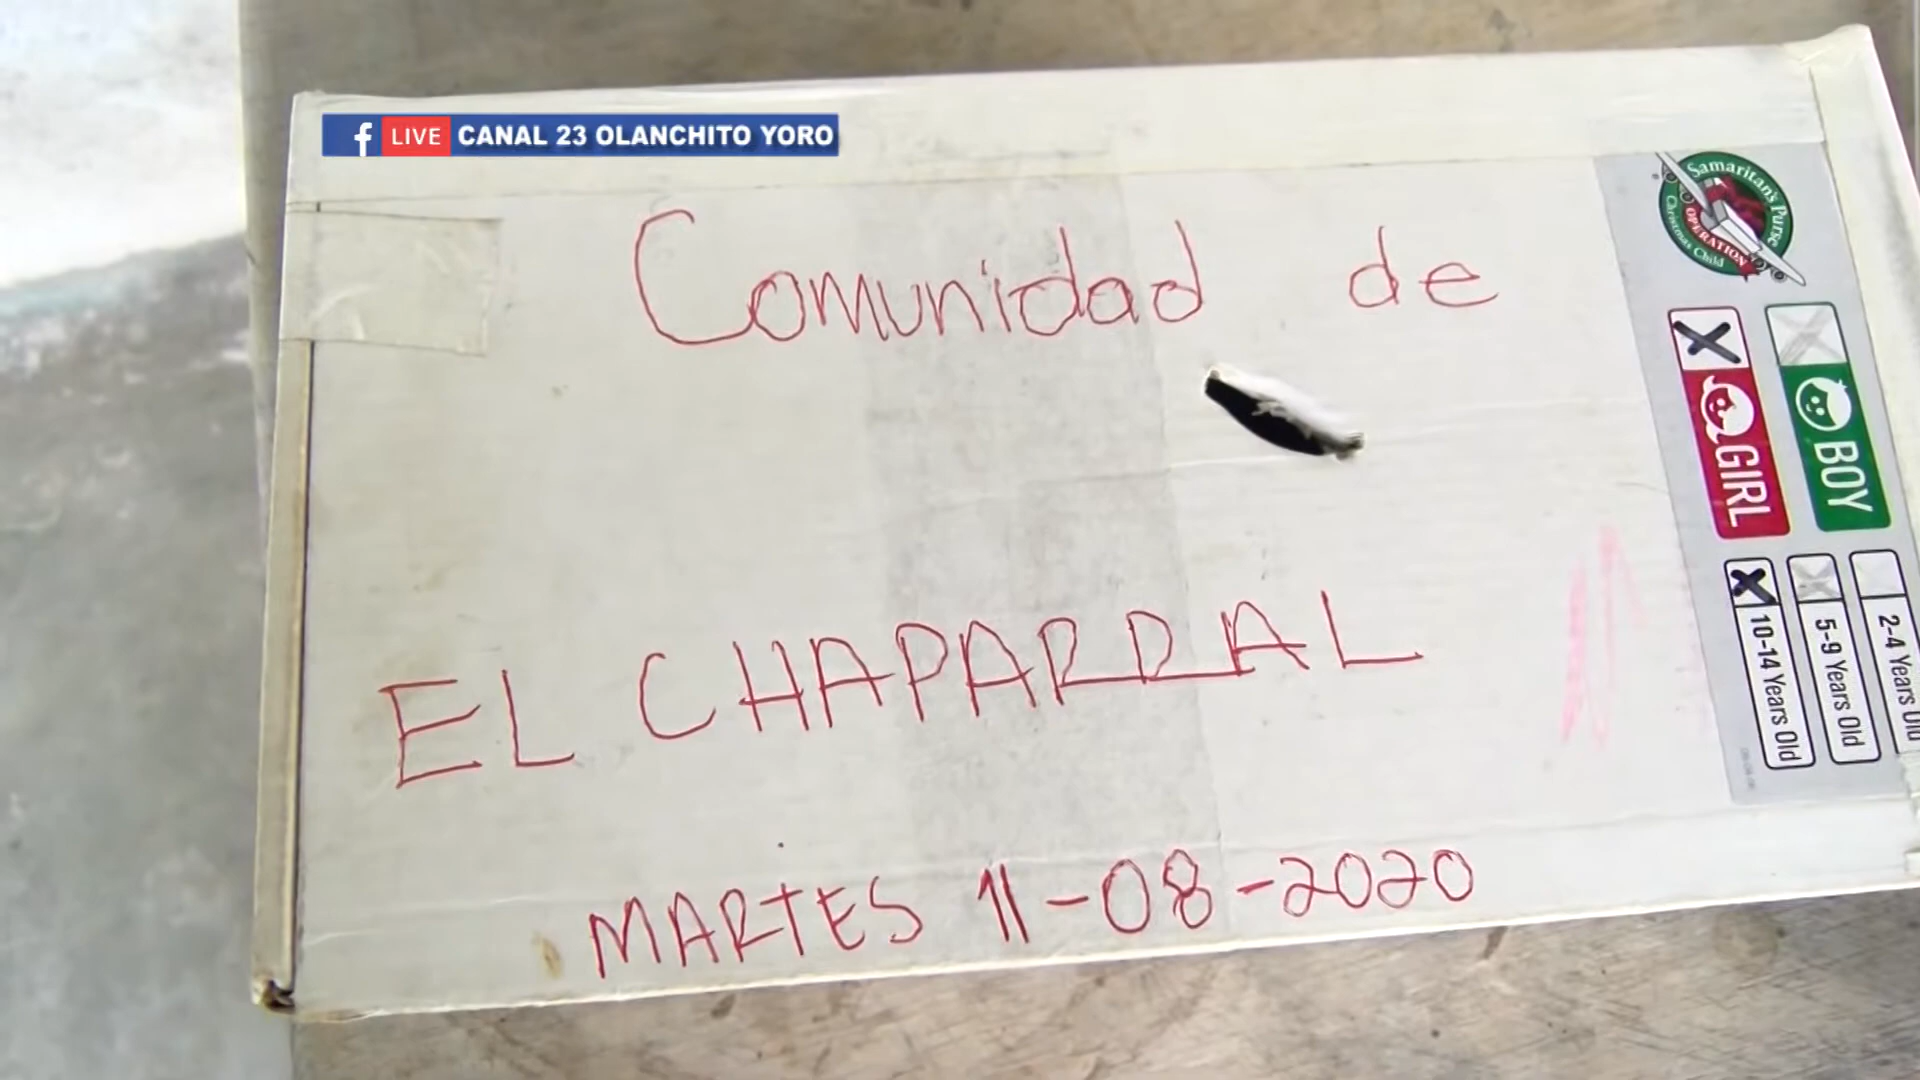 f LIVE CANAL 23 OLANCHITO YORO
Comunidad de
EL CHAPARRAL
MARTES 11-08-2020
Samaritan's Purse
OPERATION
Christmas Child
GIRL
BOY
10-14 Years Old
5-9 Years Old
2-4 Years Old